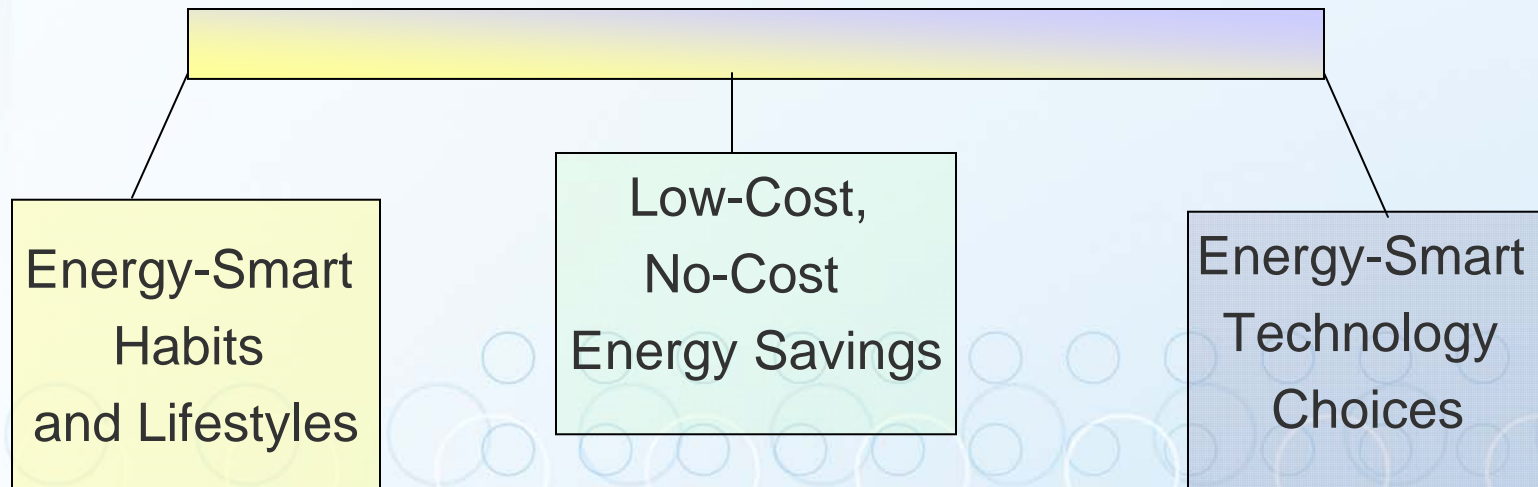 Energy-Smart
Habits
and Lifestyles
Low-Cost,
No-Cost
Energy Savings
Energy-Smart
Technology
Choices